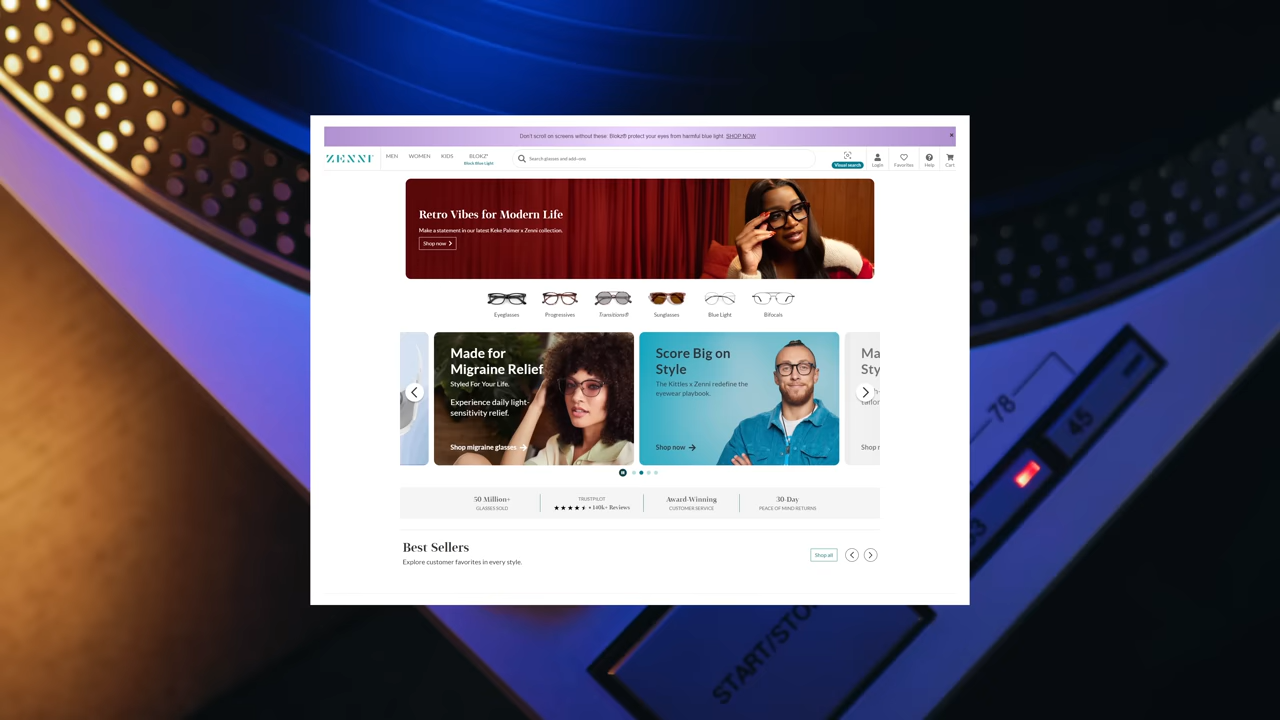 Don't scroll on screens without these Blokz® protect your eyes from harmful blue light. SHOP NOW
ZENNI MEN WOMEN KIDS BLOKZ® Search glasses and add-ons
Block Blue Light Visual search Login Favorites Help Cart
Retro Vibes for Modern Life
Make a statement in our latest Keke Palmer x Zenni collection.
Shop now
Eyeglasses Progressives Transitions® Sunglasses Blue Light Bifocals
Made for
Migraine Relief
Styled For Your Life.
Experience daily light-
sensitivity relief.
Shop migraine glasses
Score Big on
Style
The Kittles x Zenni redefine the
eyewear playbook.
Shop now
Ma
Sty
tailor
Shop n
50 Million+
GLASSES SOLD
TRUSTPILOT
• 140k+ Reviews
Award-Winning
CUSTOMER SERVICE
30-Day
PEACE OF MIND RETURNS
Best Sellers
Explore customer favorites in every style.
Shop all
78
45
33
START/STOP